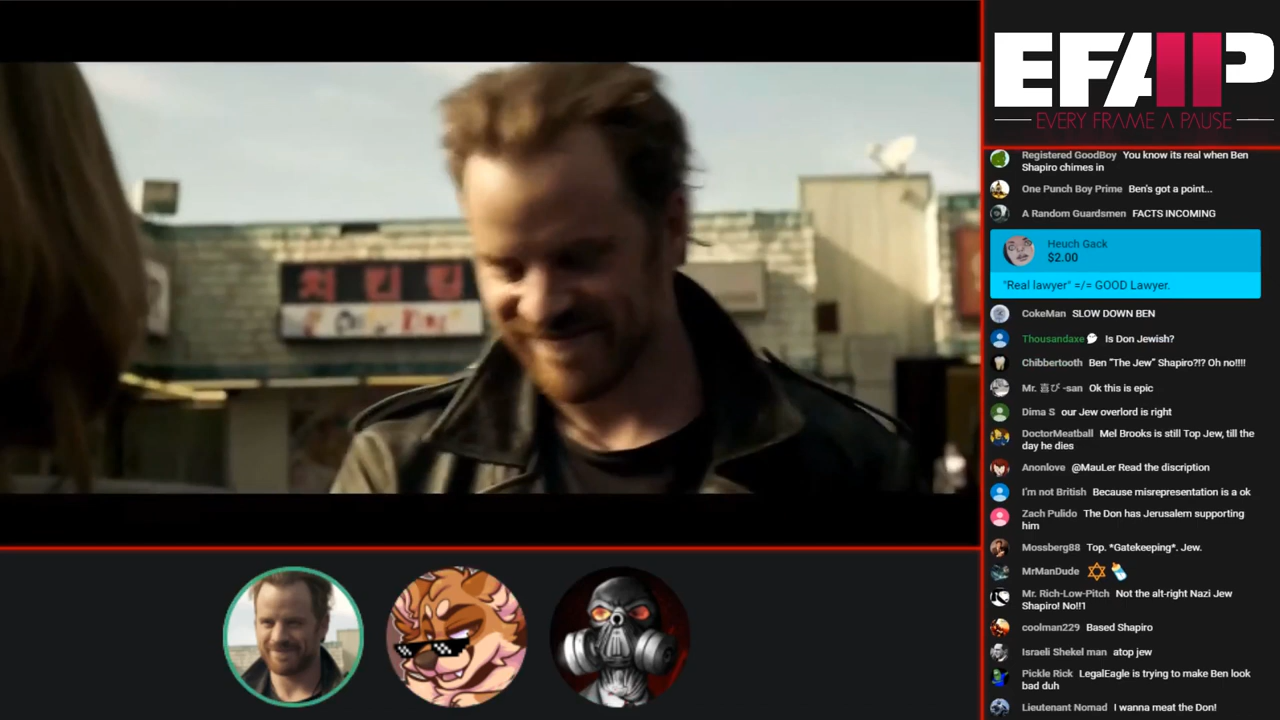 치킨링
EFAP
EVERY FRAME A PAUSE
Registered GoodBoy You know its real when Ben
Shapiro chimes in
One Punch Boy Prime Ben's got a point...
A Random Guardsmen FACTS INCOMING
Heuch Gack
$2.00
"Real lawyer" =/= GOOD Lawyer.
CokeMan SLOW DOWN BEN
Thousandaxe Is Don Jewish?
Chibbertooth Ben “The Jew” Shapiro?!? Oh no!!!!
Mr. 喜び -san Ok this is epic
Dima S our Jew overlord is right
DoctorMeatball Mel Brooks is still Top Jew, till the
day he dies
Anonlove @MauLer Read the discription
I'm not British Because misrepresentation is a ok
Zach Pulido The Don has Jerusalem supporting
him
Mossberg88 Top. *Gatekeeping*. Jew.
MrManDude
Mr. Rich-Low-Pitch Not the alt-right Nazi Jew
Shapiro! No!!1
coolman229 Based Shapiro
Israeli Shekel man atop jew
Pickle Rick LegalEagle is trying to make Ben look
bad duh
Lieutenant Nomad I wanna meat the Don!